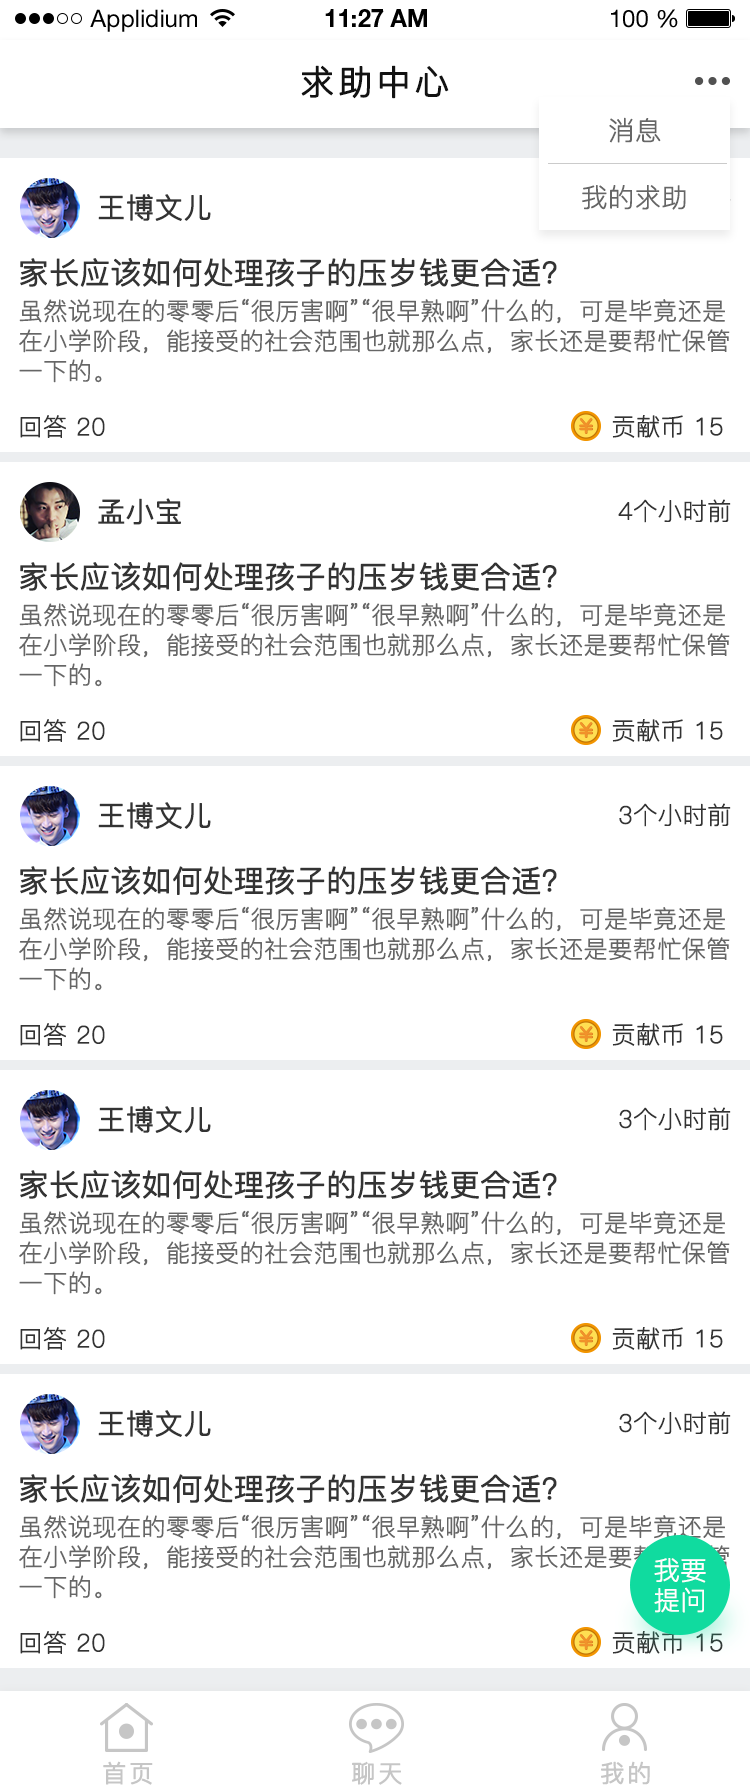 Applidium 11:27 AM 100 %
求助中心
消息
我的求助
王博文儿
家长应该如何处理孩子的压岁钱更合适?
虽然说现在的零零后“很厉害啊”“很早熟啊”什么的，可是毕竟还是
在小学阶段，能接受的社会范围也就那么点，家长还是要帮忙保管
一下的。
回答 20 贡献币 15
孟小宝 4个小时前
家长应该如何处理孩子的压岁钱更合适?
虽然说现在的零零后“很厉害啊”“很早熟啊”什么的，可是毕竟还是
在小学阶段，能接受的社会范围也就那么点，家长还是要帮忙保管
一下的。
回答 20 贡献币 15
王博文儿 3个小时前
家长应该如何处理孩子的压岁钱更合适?
虽然说现在的零零后“很厉害啊”“很早熟啊”什么的，可是毕竟还是
在小学阶段，能接受的社会范围也就那么点，家长还是要帮忙保管
一下的。
回答 20 贡献币 15
王博文儿 3个小时前
家长应该如何处理孩子的压岁钱更合适?
虽然说现在的零零后“很厉害啊”“很早熟啊”什么的，可是毕竟还是
在小学阶段，能接受的社会范围也就那么点，家长还是要帮忙保管
一下的。
回答 20 贡献币 15
王博文儿 3个小时前
家长应该如何处理孩子的压岁钱更合适?
虽然说现在的零零后“很厉害啊”“很早熟啊”什么的，可是毕竟还是
在小学阶段，能接受的社会范围也就那么点，家长还是要帮忙保管
一下的。
我要
提问
回答 20 贡献币 15
首页 聊天 我的